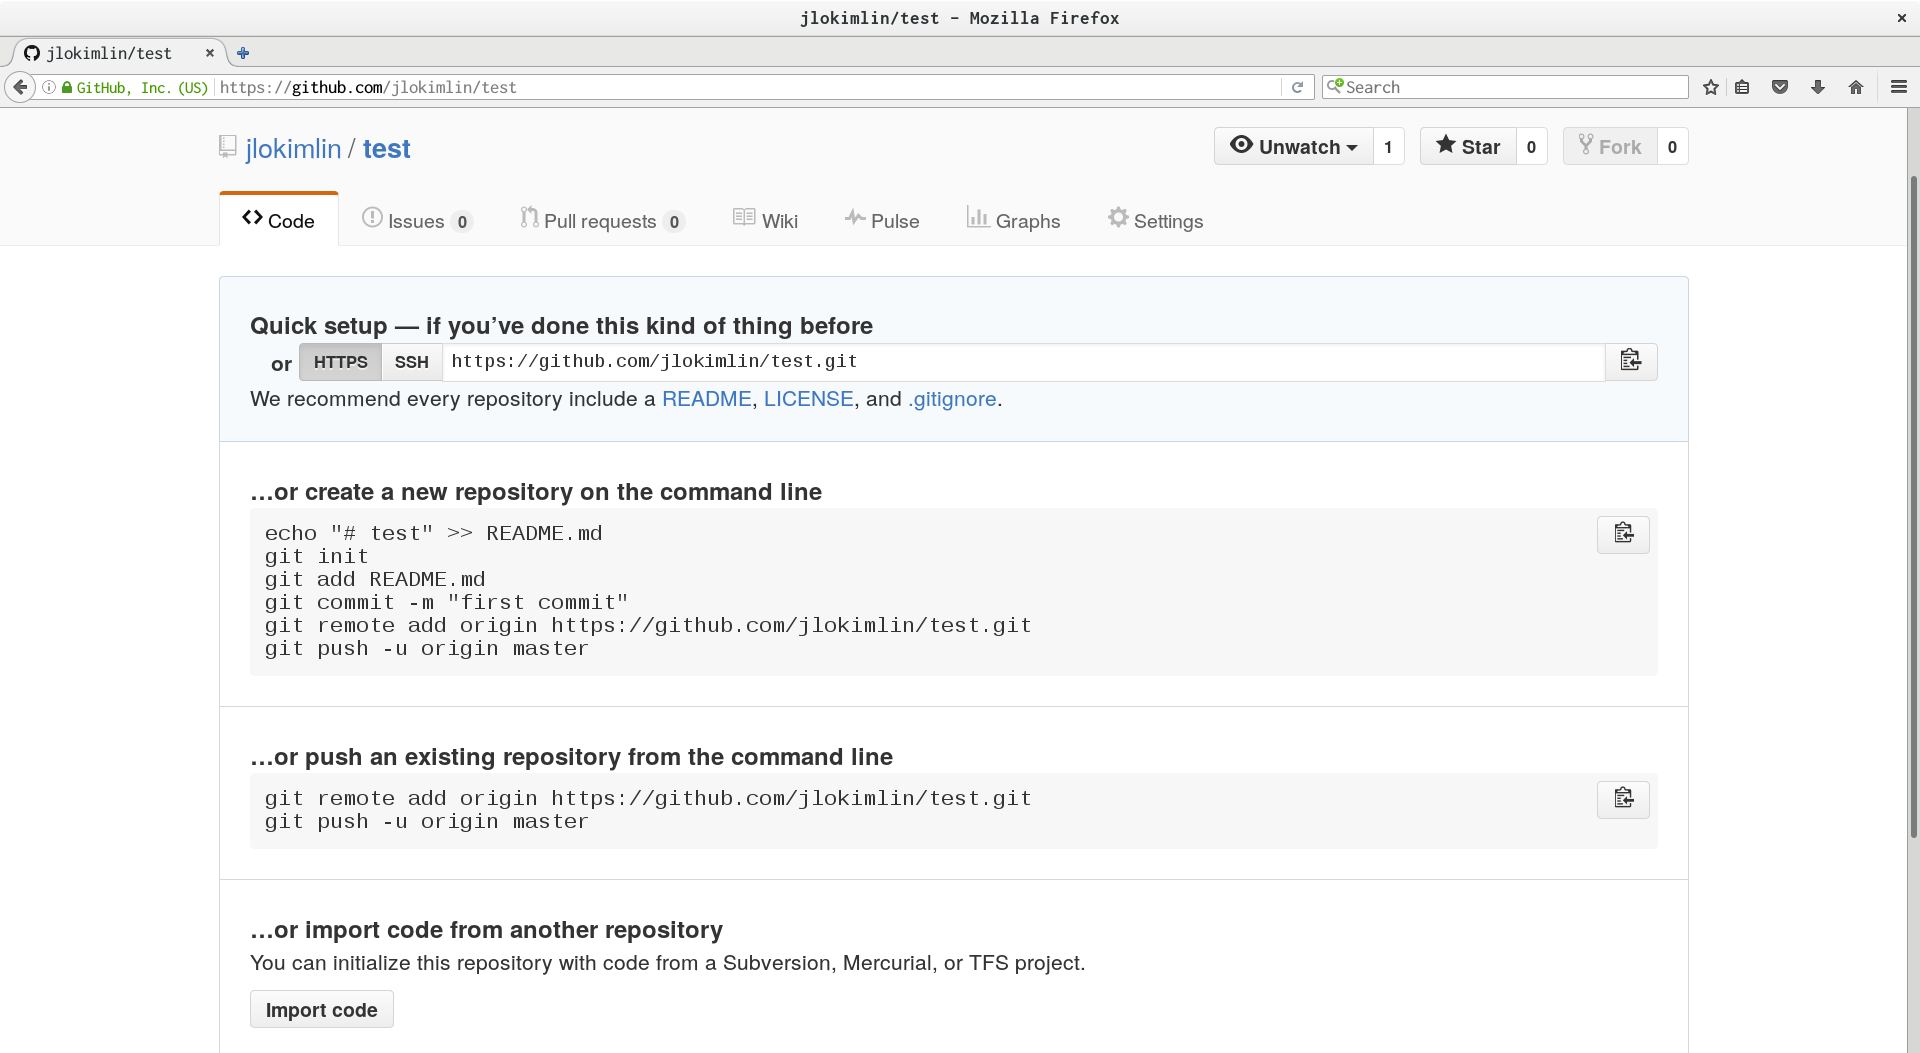 jlokimlin/test - Mozilla Firefox
jlokimlin/test
GitHub, Inc. (US) https://github.com/jlokimlin/test Search
jlokimlin / test Unwatch 1 Star 0 Fork 0
Code Issues 0 Pull requests 0 Wiki Pulse Graphs Settings
Quick setup — if you’ve done this kind of thing before
or HTTPS SSH https://github.com/jlokimlin/test.git
We recommend every repository include a README, LICENSE, and .gitignore.
…or create a new repository on the command line
echo "# test" >> README.md
git init
git add README.md
git commit -m "first commit"
git remote add origin https://github.com/jlokimlin/test.git
git push -u origin master
…or push an existing repository from the command line
git remote add origin https://github.com/jlokimlin/test.git
git push -u origin master
…or import code from another repository
You can initialize this repository with code from a Subversion, Mercurial, or TFS project.
Import code